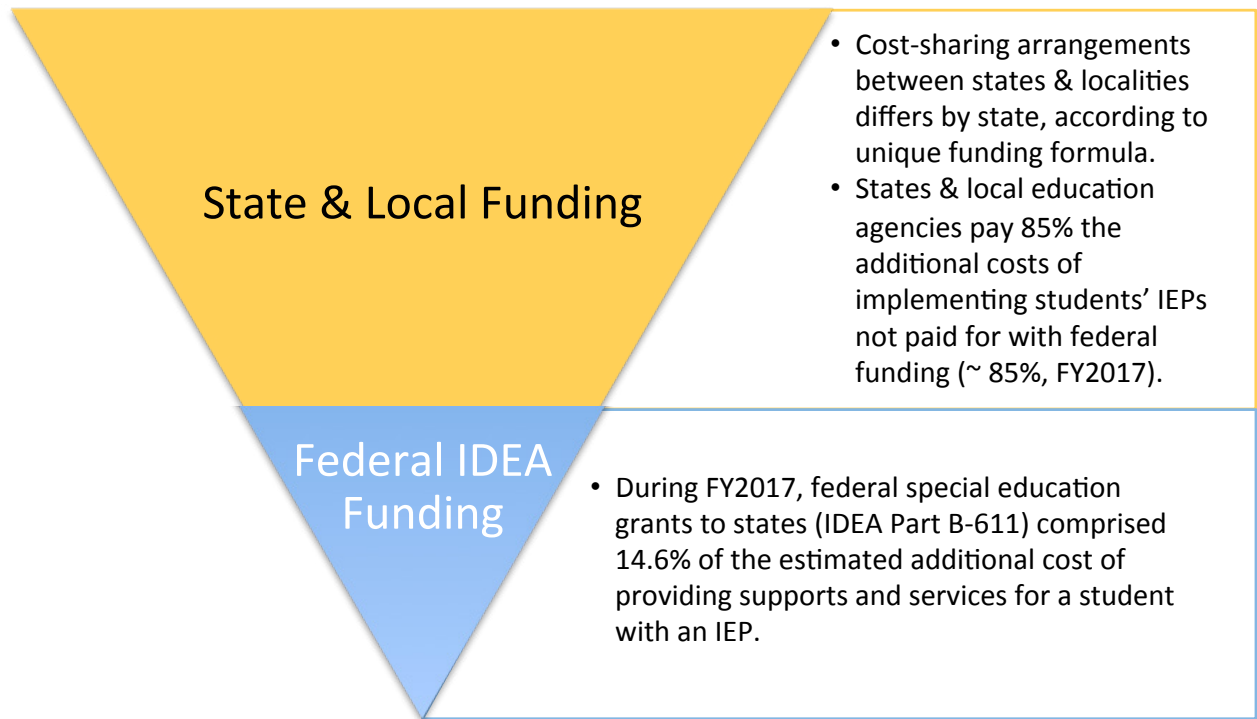 State & Local Funding
• Cost-sharing arrangements
between states & localities
differs by state, according to
unique funding formula.
• States & local education
agencies pay 85% the
additional costs of
implementing students’ IEPs
not paid for with federal
funding (~ 85%, FY2017).
Federal IDEA
Funding
• During FY2017, federal special education
grants to states (IDEA Part B-611) comprised
14.6% of the estimated additional cost of
providing supports and services for a student
with an IEP.